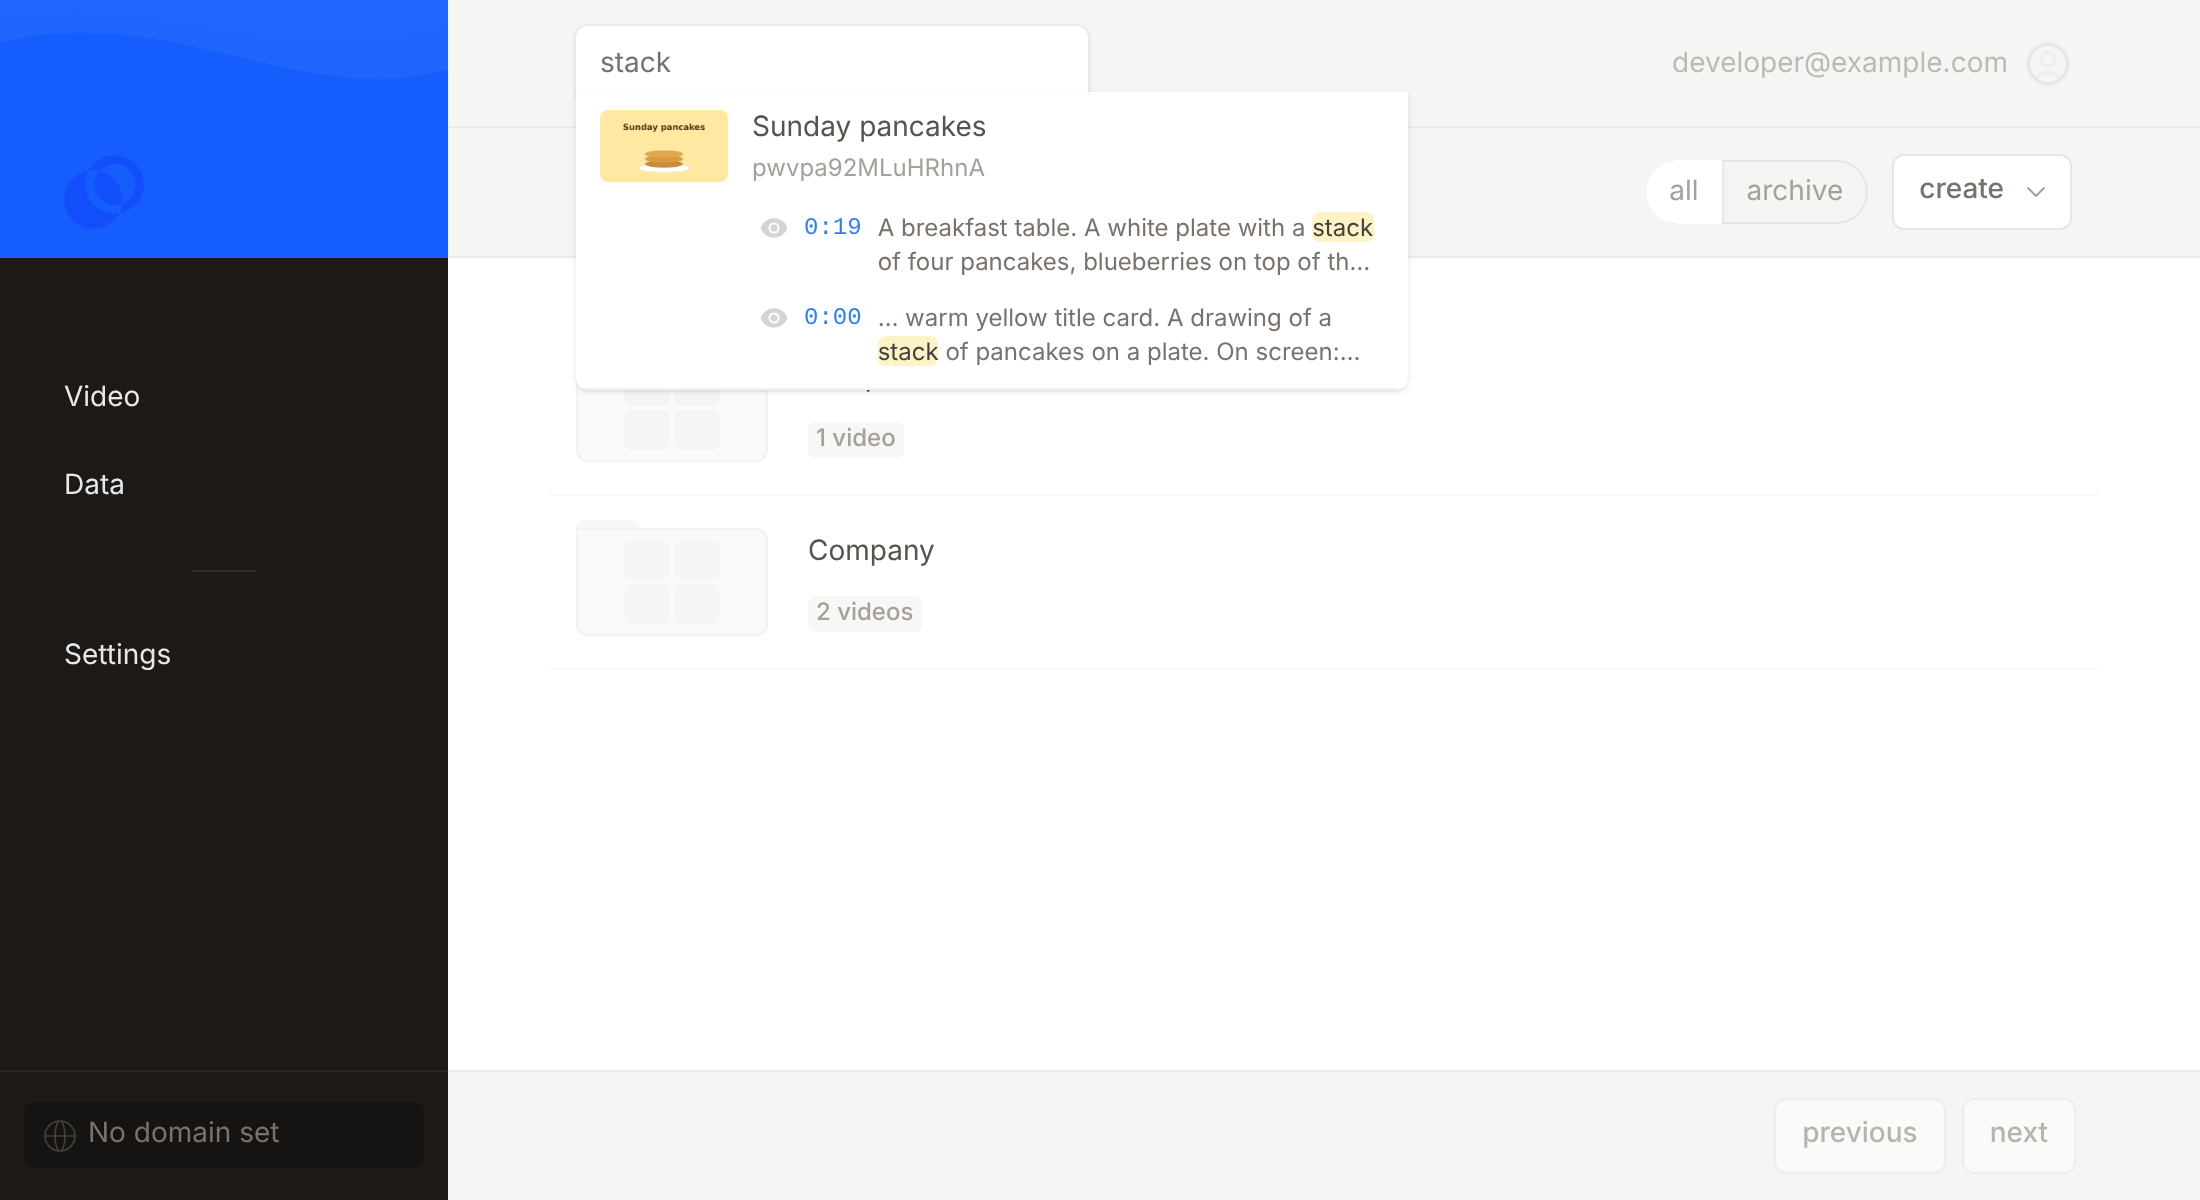 stack
developer@example.com
Sunday pancakes
Sunday pancakes
pwvpa92MLuHRhnA
all
archive
create
0:19 A breakfast table. A white plate with a stack
of four pancakes, blueberries on top of th...
0:00 ... warm yellow title card. A drawing of a
stack of pancakes on a plate. On screen:...
Video
Data
Settings
1 video
Company
2 videos
No domain set
previous
next